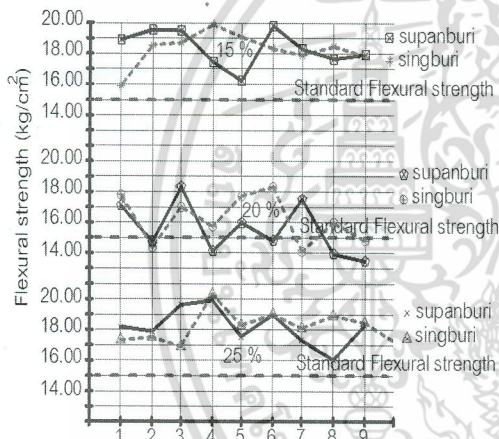 Flexural strength (kg/cm²)
20.00
18.00
16.00
14.00
15 %
supanburi
singburi
Standard Flexural strength
20.00
18.00
16.00
14.00
20 %
supanburi
singburi
Standard Flexural strength
20.00
18.00
16.00
14.00
25 %
supanburi
singburi
Standard Flexural strength
1 2 3 4 5 6 7 8 9